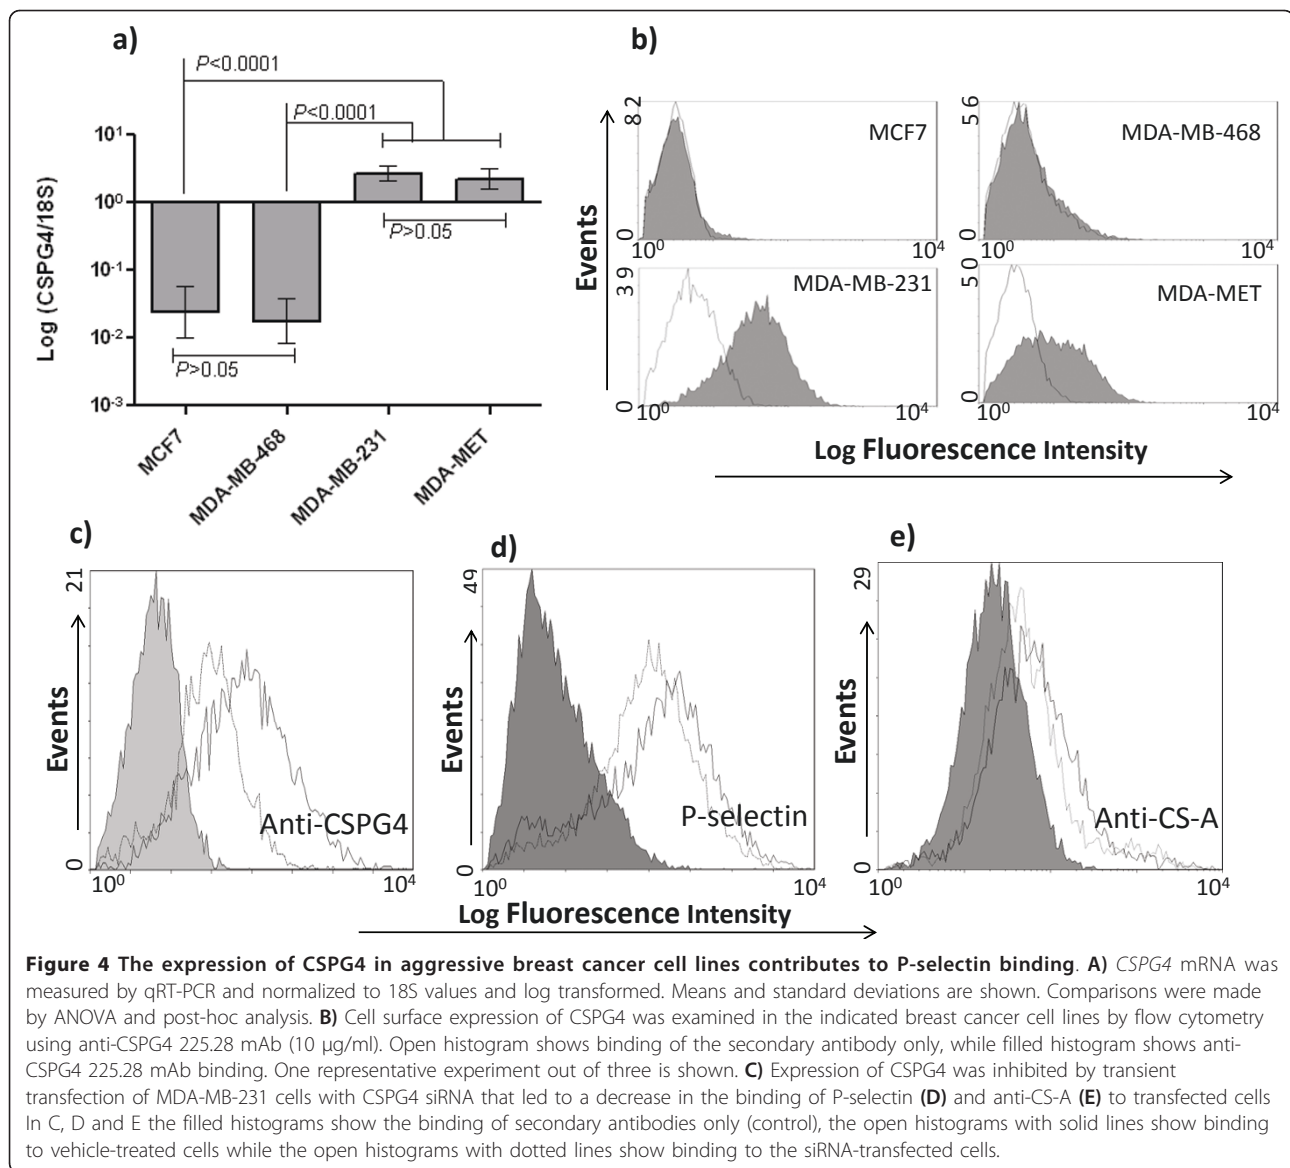 a)
P<0.0001
P<0.0001
10¹
10⁰
10⁻¹
10⁻²
10⁻³
Log (CSPG4/18S)
P>0.05
P>0.05
MCF7
MDA-MB-468
MDA-MB-231
MDA-MET
b)
Events
82
0
10⁰
10⁴
MCF7
56
0
10⁰
10⁴
MDA-MB-468
39
0
10⁰
10⁴
MDA-MB-231
50
0
10⁰
10⁴
MDA-MET
Log Fluorescence Intensity
c)
21
Events
0
10⁰
10⁴
Anti-CSPG4
d)
49
Events
0
10⁰
10⁴
P-selectin
e)
29
Events
0
10⁰
10⁴
Anti-CS-A
Log Fluorescence Intensity
Figure 4 The expression of CSPG4 in aggressive breast cancer cell lines contributes to P-selectin binding. A) CSPG4 mRNA was
measured by qRT-PCR and normalized to 18S values and log transformed. Means and standard deviations are shown. Comparisons were made
by ANOVA and post-hoc analysis. B) Cell surface expression of CSPG4 was examined in the indicated breast cancer cell lines by flow cytometry
using anti-CSPG4 225.28 mAb (10 μg/ml). Open histogram shows binding of the secondary antibody only, while filled histogram shows anti-
CSPG4 225.28 mAb binding. One representative experiment out of three is shown. C) Expression of CSPG4 was inhibited by transient
transfection of MDA-MB-231 cells with CSPG4 siRNA that led to a decrease in the binding of P-selectin (D) and anti-CS-A (E) to transfected cells
In C, D and E the filled histograms show the binding of secondary antibodies only (control), the open histograms with solid lines show binding
to vehicle-treated cells while the open histograms with dotted lines show binding to the siRNA-transfected cells.